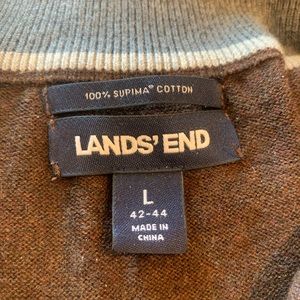 100% SUPIMA® COTTON
LANDS' END
L
42-44
MADE IN
CHINA